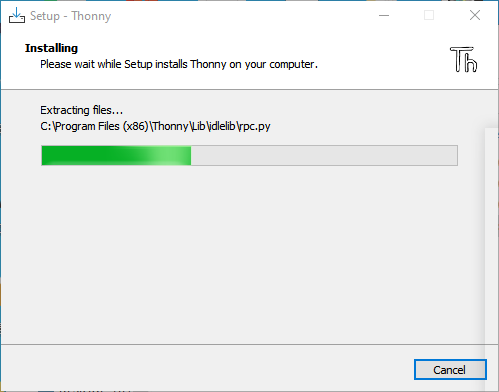 Setup - Thonny
Installing
Please wait while Setup installs Thonny on your computer.
Th
Extracting files...
C:\Program Files (x86)\Thonny\Lib\idlelib\rpc.py
Cancel